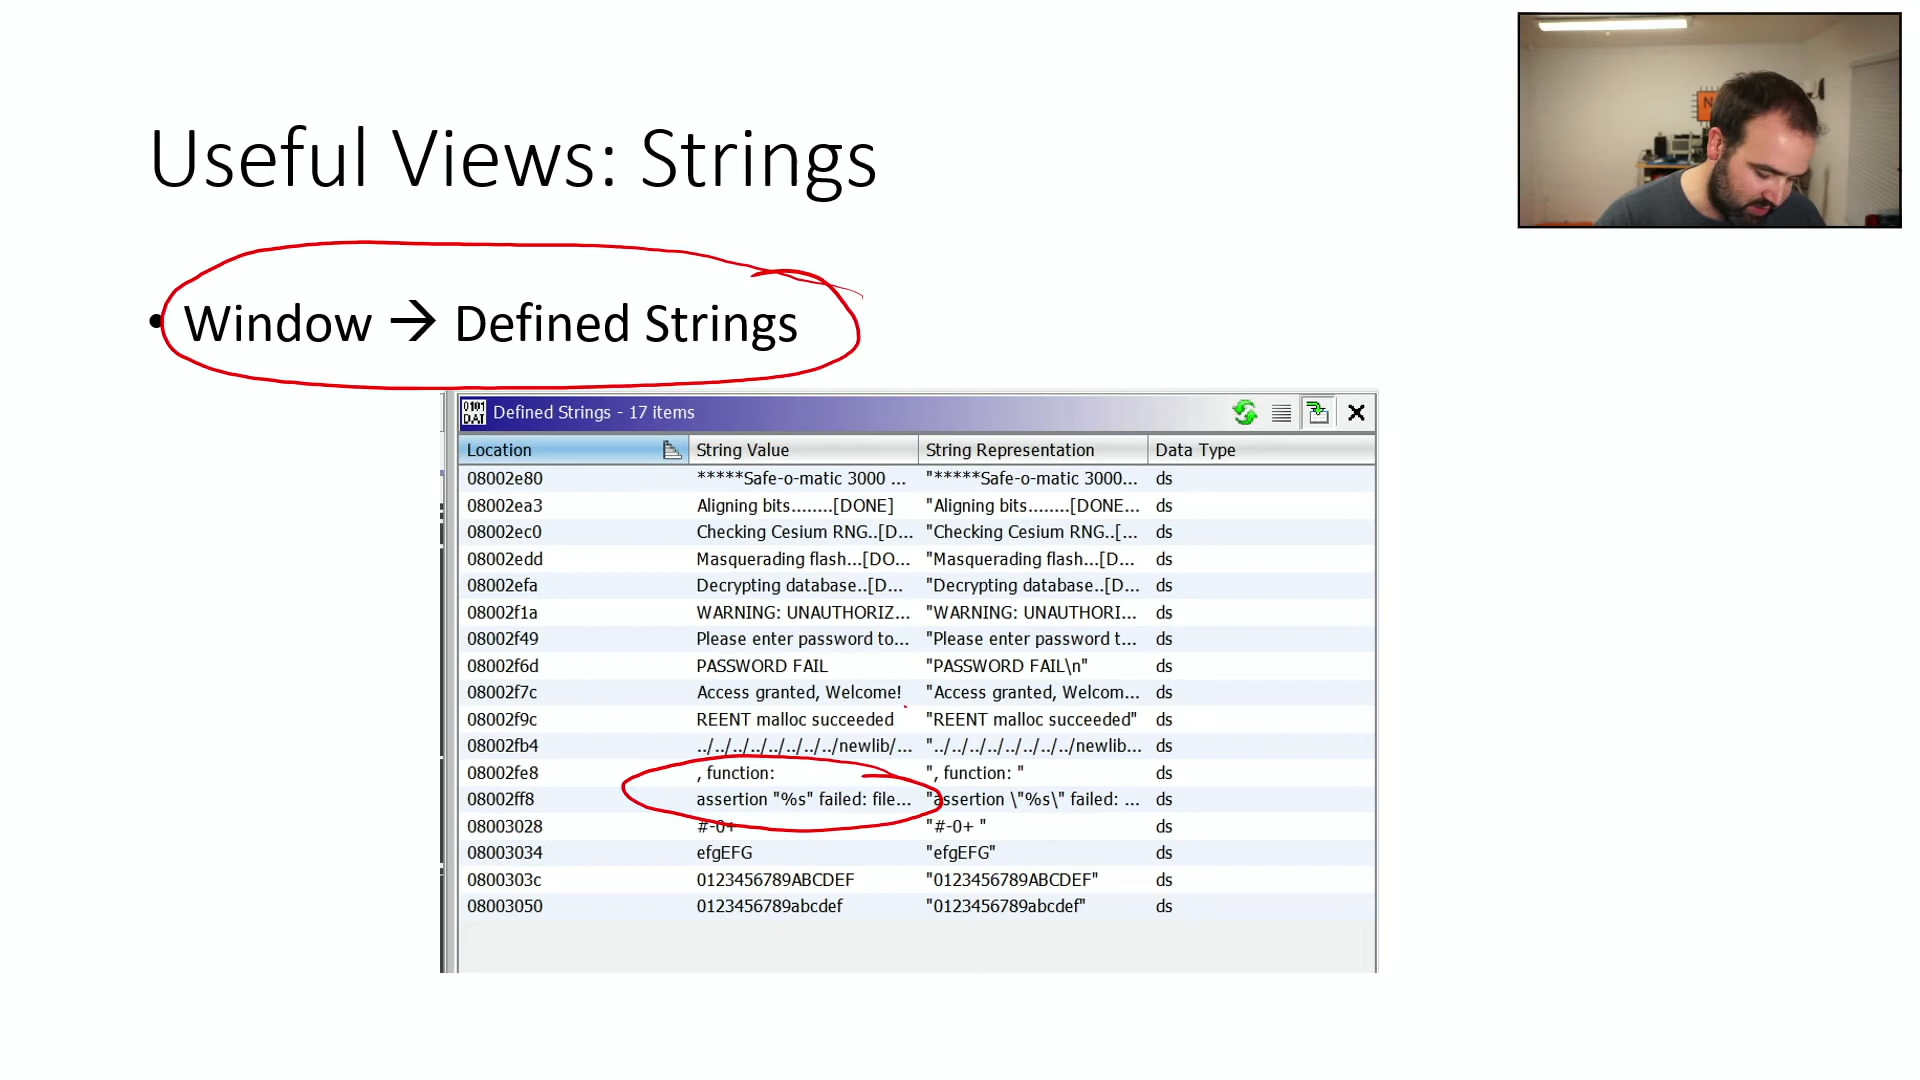 Useful Views: Strings
• Window → Defined Strings
0101 DAT Defined Strings - 17 items
Location String Value String Representation Data Type
08002e80 *****Safe-o-matic 3000 ... "*****Safe-o-matic 3000... ds
08002ea3 Aligning bits........[DONE] "Aligning bits........[DONE... ds
08002ec0 Checking Cesium RNG..[D... "Checking Cesium RNG..[... ds
08002edd Masquerading flash...[DO... "Masquerading flash...[D... ds
08002efa Decrypting database..[D... "Decrypting database..[D... ds
08002f1a WARNING: UNAUTHORIZ... "WARNING: UNAUTHORI... ds
08002f49 Please enter password to... "Please enter password t... ds
08002f6d PASSWORD FAIL "PASSWORD FAIL\n" ds
08002f7c Access granted, Welcome! "Access granted, Welcom... ds
08002f9c REENT malloc succeeded "REENT malloc succeeded" ds
08002fb4 ../../../../../../../../newlib/... "../../../../../../../../newlib... ds
08002fe8 , function: ", function: " ds
08002ff8 assertion "%s" failed: file... "assertion \"%s\" failed: ... ds
08003028 #-0+ "#-0+ " ds
08003034 efgEFG "efgEFG" ds
0800303c 0123456789ABCDEF "0123456789ABCDEF" ds
08003050 0123456789abcdef "0123456789abcdef" ds